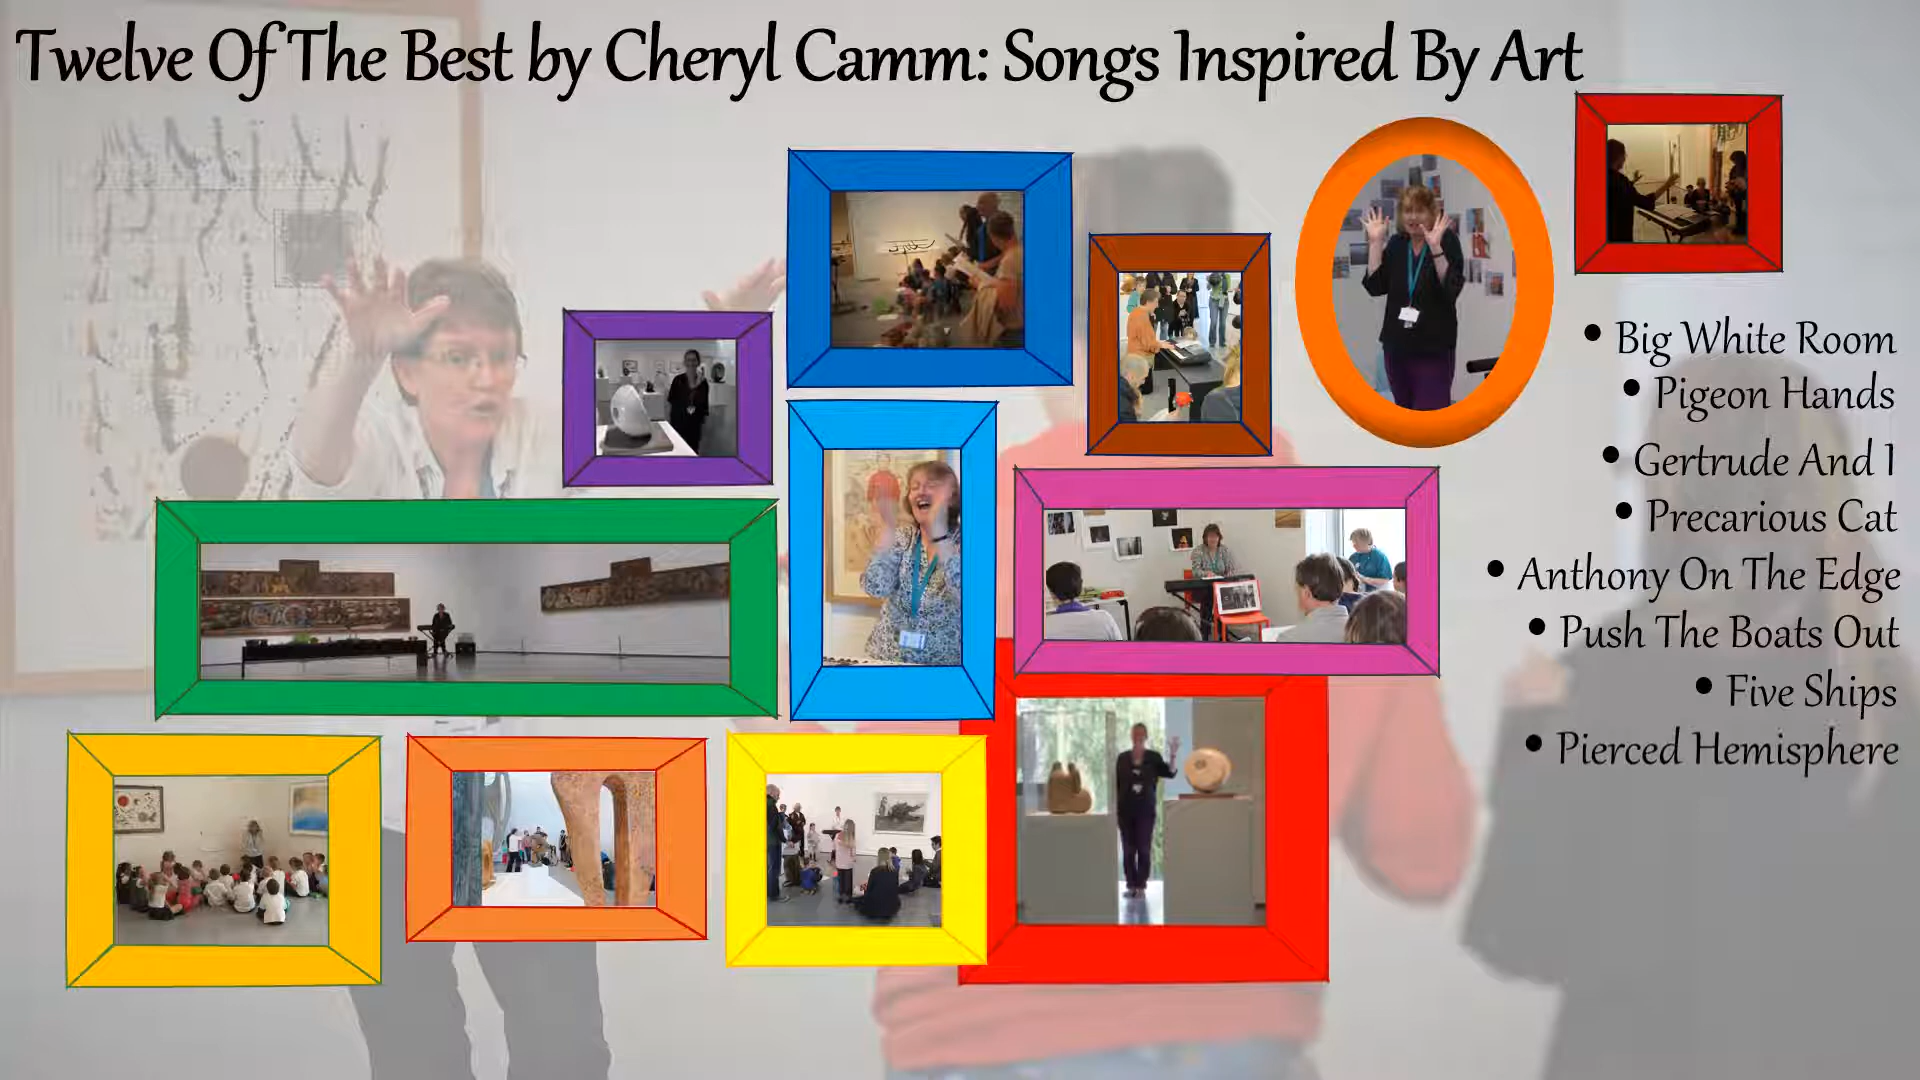 Twelve Of The Best by Cheryl Camm: Songs Inspired By Art
• Big White Room
• Pigeon Hands
• Gertrude And I
• Precarious Cat
• Anthony On The Edge
• Push The Boats Out
• Five Ships
• Pierced Hemisphere